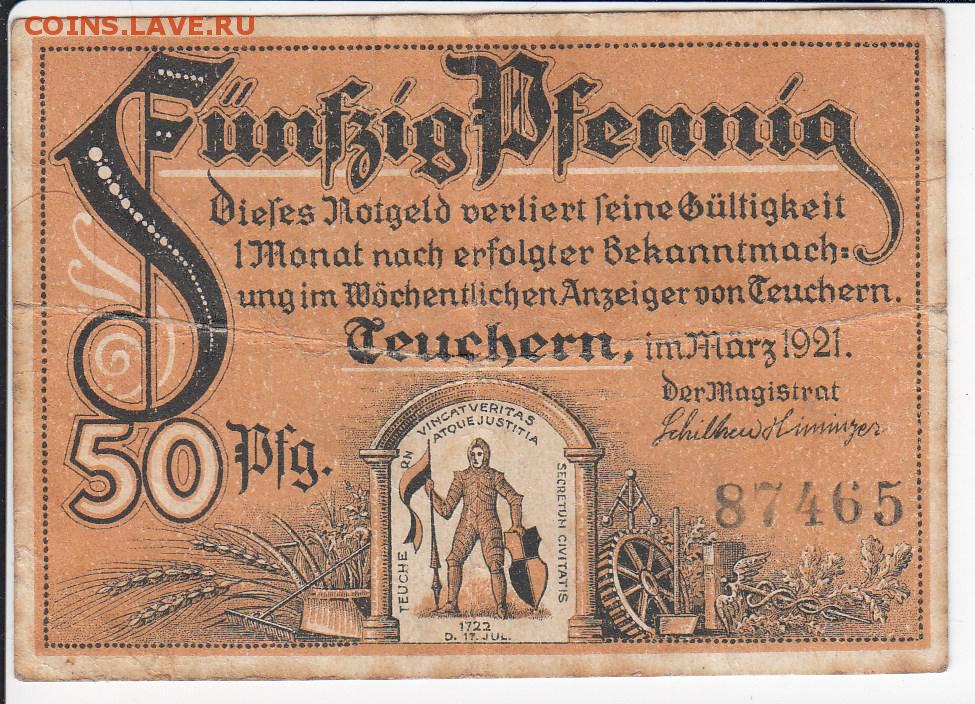 COINS.LAVE.RU
Fünfzig Pfennig
Dieses Notgeld verliert seine Gültigkeit
1 Monat nach erfolgter Bekanntmach=
ung im Wöchentlichen Anzeiger von Teuchern.
Teuchern, im März 1921.
Der Magistrat
50 Pfg.
87465
VINCAT VERITAS
ATQUE JUSTITIA
TEUCHE RN
SECRETUM CIVITATIS
1722
D. 17. JUL.